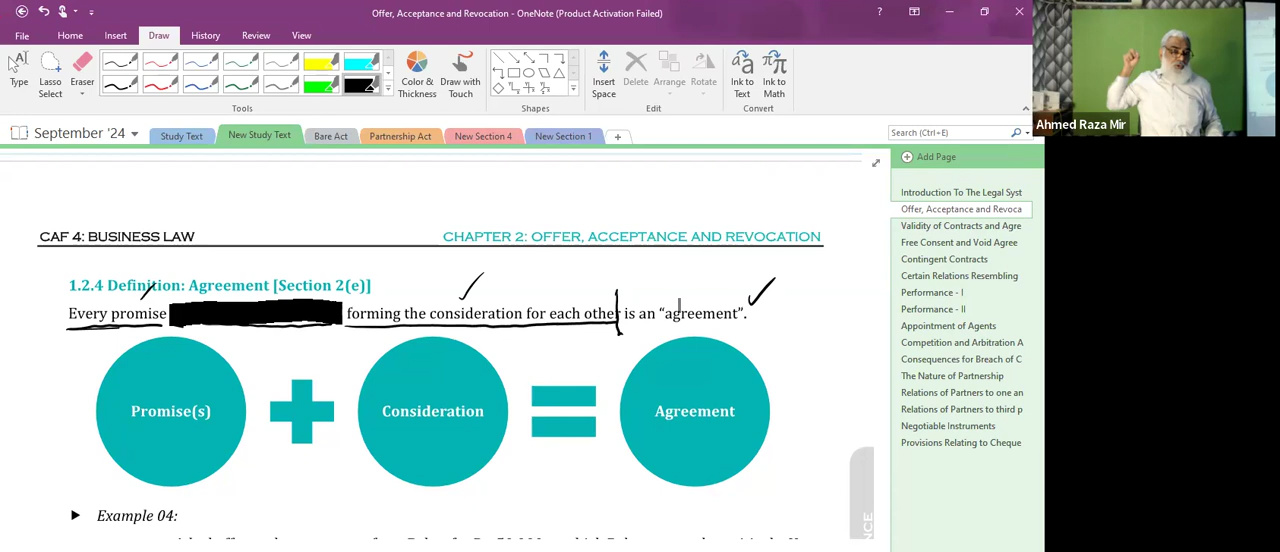 Offer, Acceptance and Revocation - OneNote (Product Activation Failed)
File Home Insert Draw History Review View
Type
Lasso Select
Eraser
Color & Thickness
Draw with Touch
Insert Space
Delete
Arrange
Rotate
Ink to Text
Ink to Math
Tools
Shapes
Edit
Convert
Ahmed Raza Mir
September '24
Study Text
New Study Text
Bare Act
Partnership Act
New Section 4
New Section 1
Search (Ctrl+E)
Add Page
Introduction To The Legal Syst
Offer, Acceptance and Revoca
Validity of Contracts and Agre
Free Consent and Void Agree
Contingent Contracts
Certain Relations Resembling
Performance - I
Performance - II
Appointment of Agents
Competition and Arbitration A
Consequences for Breach of C
The Nature of Partnership
Relations of Partners to one an
Relations of Partners to third p
Negotiable Instruments
Provisions Relating to Cheque
CAF 4: BUSINESS LAW
CHAPTER 2: OFFER, ACCEPTANCE AND REVOCATION
1.2.4 Definition: Agreement [Section 2(e)]
Every promise forming the consideration for each other is an “agreement”.
Promise(s)
Consideration
Agreement
Example 04: